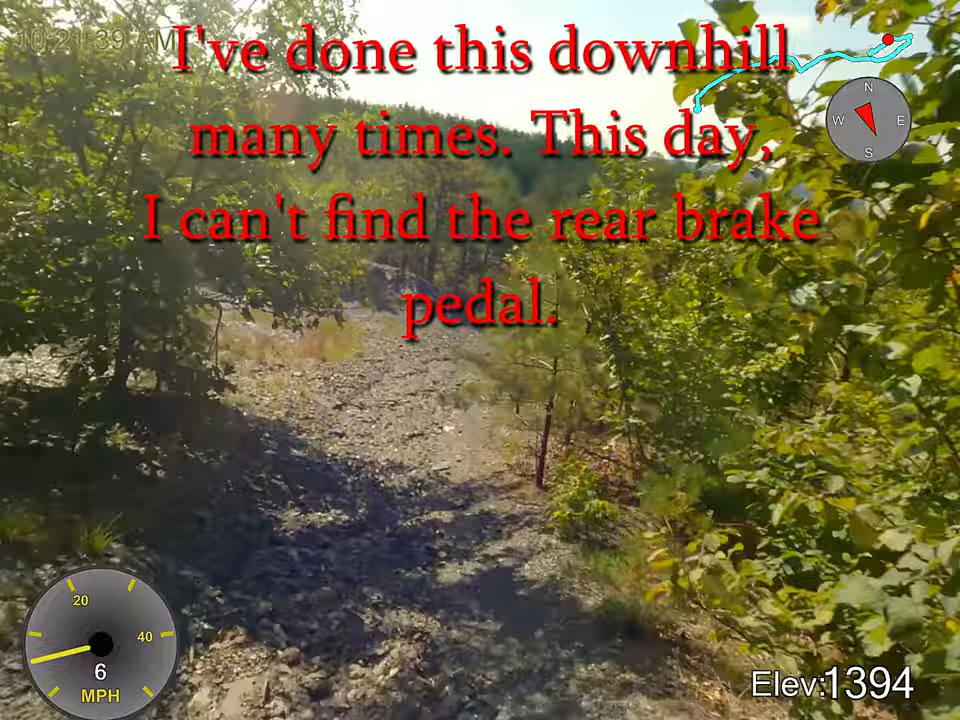 10:21:39 AM
I've done this downhill
many times. This day,
I can't find the rear brake
pedal.
N
W E
S
20
40
6
MPH
Elev:1394